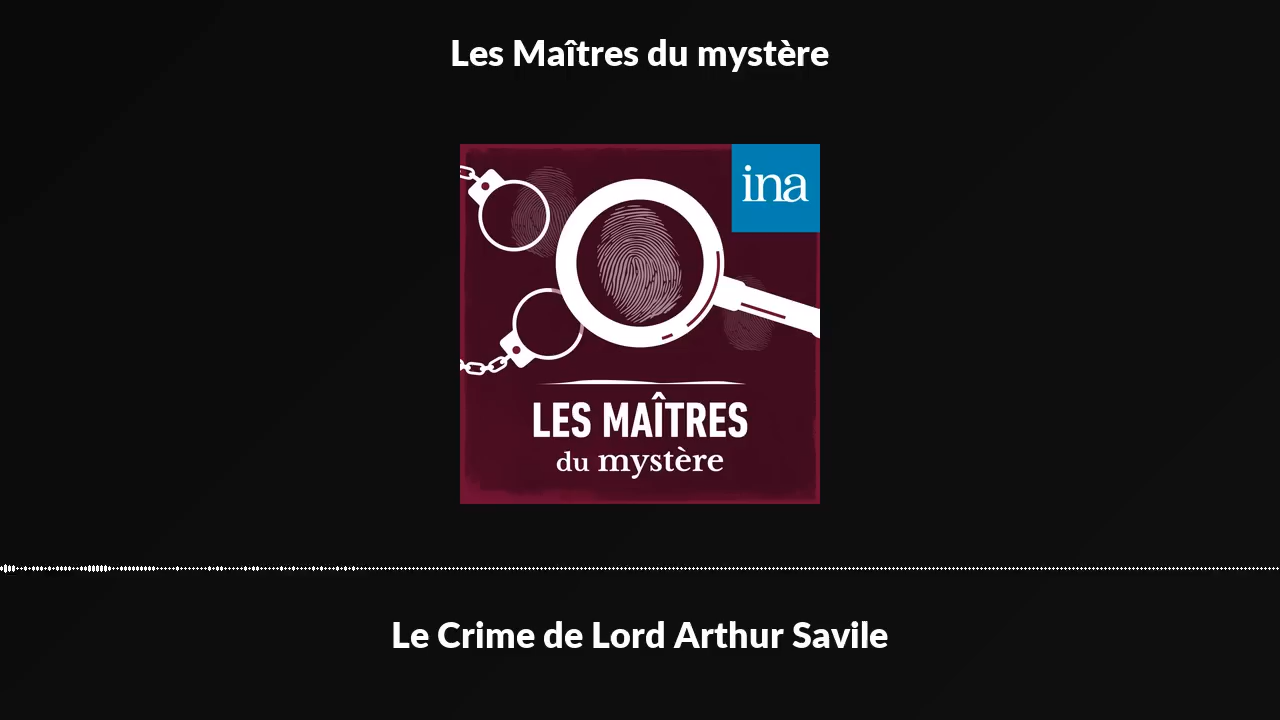 Les Maîtres du mystère
ina
LES MAÎTRES
du mystère
Le Crime de Lord Arthur Savile